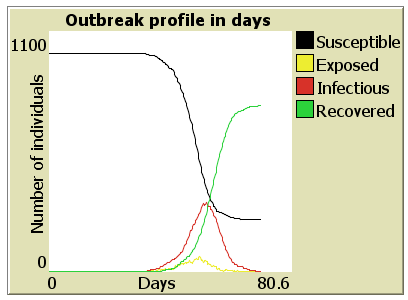 Outbreak profile in days
1100
Number of individuals
0
0
Days
80.6
Susceptible
Exposed
Infectious
Recovered